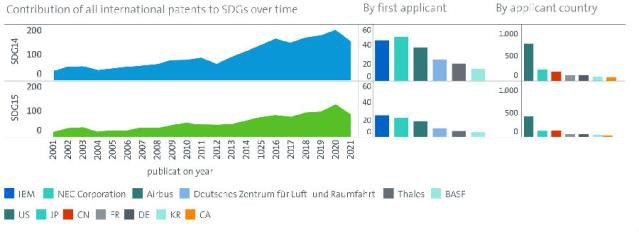 Contribution of all international patents to SDGs over time
By first applicant
By applicant country
SDG14
200
100
0
60
40
20
0
1.000
500
0
SDG15
200
100
0
60
40
20
0
1.000
500
0
2001 2002 2003 2004 2005 2006 2007 2008 2009 2010 2011 2012 2013 2014 1025 2016 2017 2018 2019 2020 2021
publication year
IEM NEC Corporation Airbus Deutsches Zentrum für Luft- und Raumfahrt Thales BASF
US JP CN FR DE KR CA